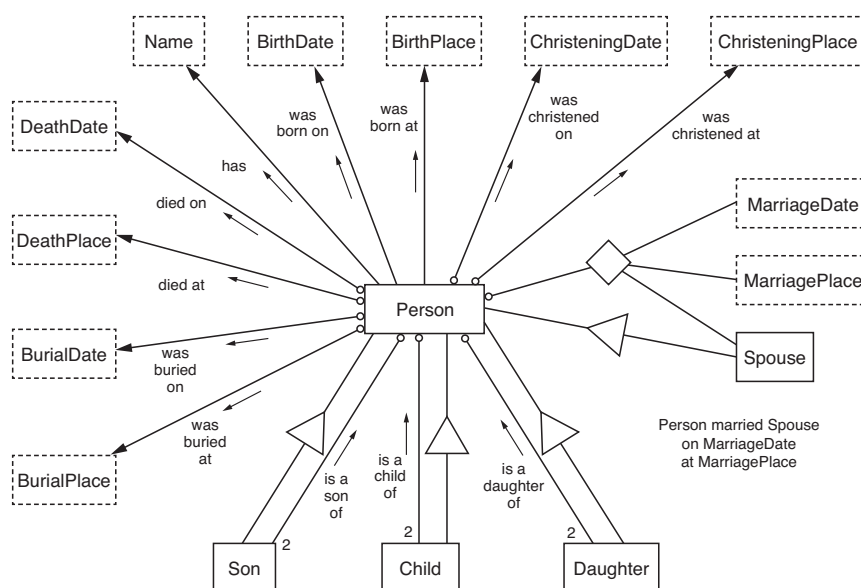 Name
BirthDate
BirthPlace
ChristeningDate
ChristeningPlace
DeathDate
has
was
born on
was
born at
was
christened
on
was
christened at
died on
MarriageDate
DeathPlace
died at
MarriagePlace
Person
BurialDate
was
buried
on
Spouse
was
buried
at
Person married Spouse
on MarriageDate
at MarriagePlace
BurialPlace
is a
son
of
is a
child
of
is a
daughter
of
2
2
2
Son
Child
Daughter